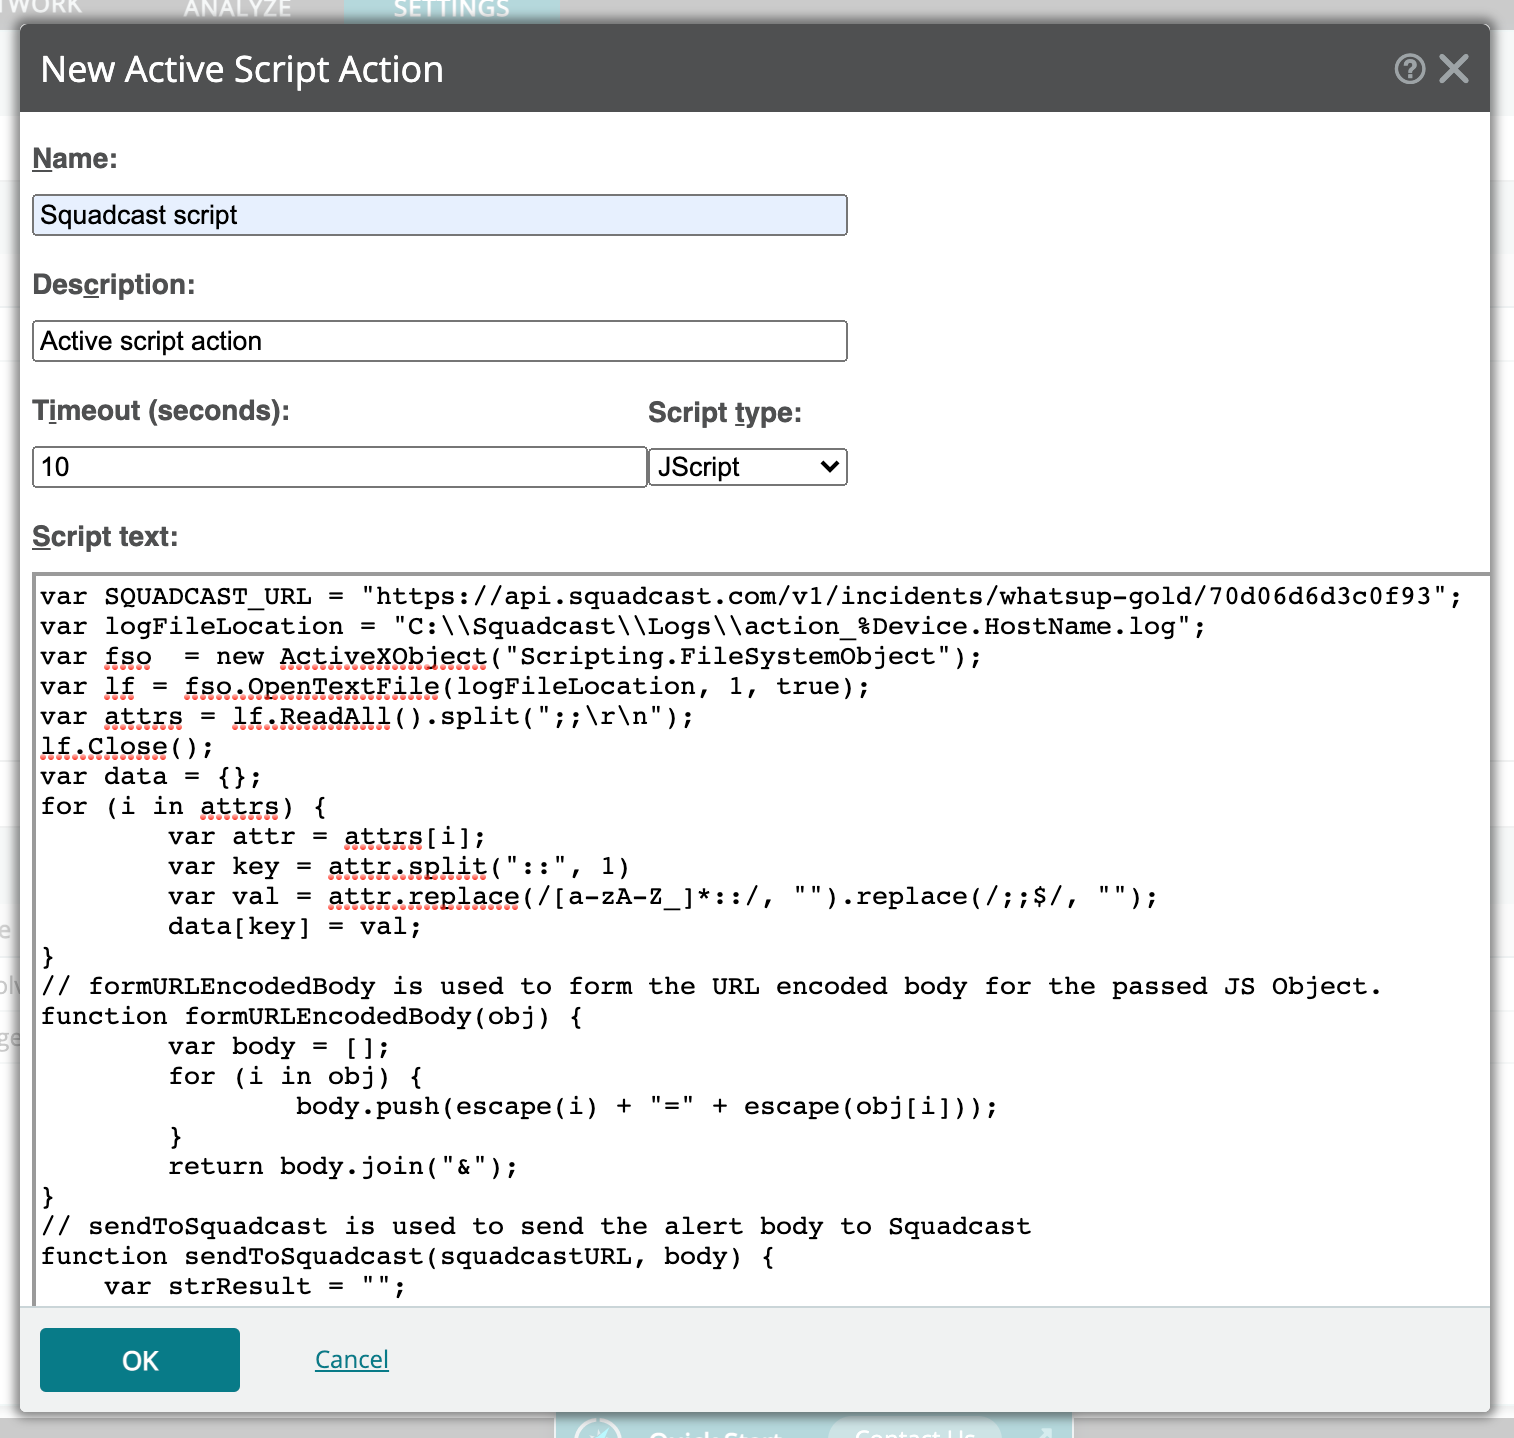 ANALYZE
SETTINGS
New Active Script Action
Name:
Squadcast script
Description:
Active script action
Timeout (seconds):
Script type:
10
JScript
Script text:
var SQUADCAST_URL = "https://api.squadcast.com/v1/incidents/whatsup-gold/70d06d6d3c0f93";
var logFileLocation = "C:\\Squadcast\\Logs\\action_%Device.HostName.log";
var fso  = new ActiveXObject("Scripting.FileSystemObject");
var lf = fso.OpenTextFile(logFileLocation, 1, true);
var attrs = lf.ReadAll().split(";;\r\n");
lf.Close();
var data = {};
for (i in attrs) {
        var attr = attrs[i];
        var key = attr.split("::", 1)
        var val = attr.replace(/[a-zA-Z_]*::/, "").replace(/;;$/, "");
        data[key] = val;
}
// formURLEncodedBody is used to form the URL encoded body for the passed JS Object.
function formURLEncodedBody(obj) {
        var body = [];
        for (i in obj) {
                body.push(escape(i) + "=" + escape(obj[i]));
        }
        return body.join("&");
}
// sendToSquadcast is used to send the alert body to Squadcast
function sendToSquadcast(squadcastURL, body) {
    var strResult = "";
OK
Cancel
Quick Start
Contact Us